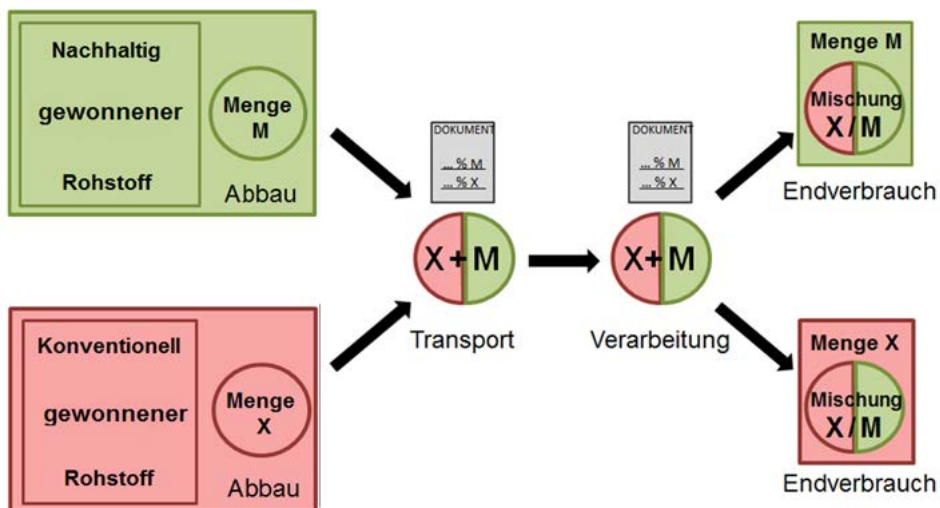 Nachhaltig
gewonnener
Rohstoff
Menge
M
Abbau
Konventionell
gewonnener
Rohstoff
Menge
X
Abbau
DOKUMENT
... % M
... % X
X + M
Transport
DOKUMENT
... % M
... % X
X+ M
Verarbeitung
Menge M
Mischung
X / M
Endverbrauch
Menge X
Mischung
X / M
Endverbrauch